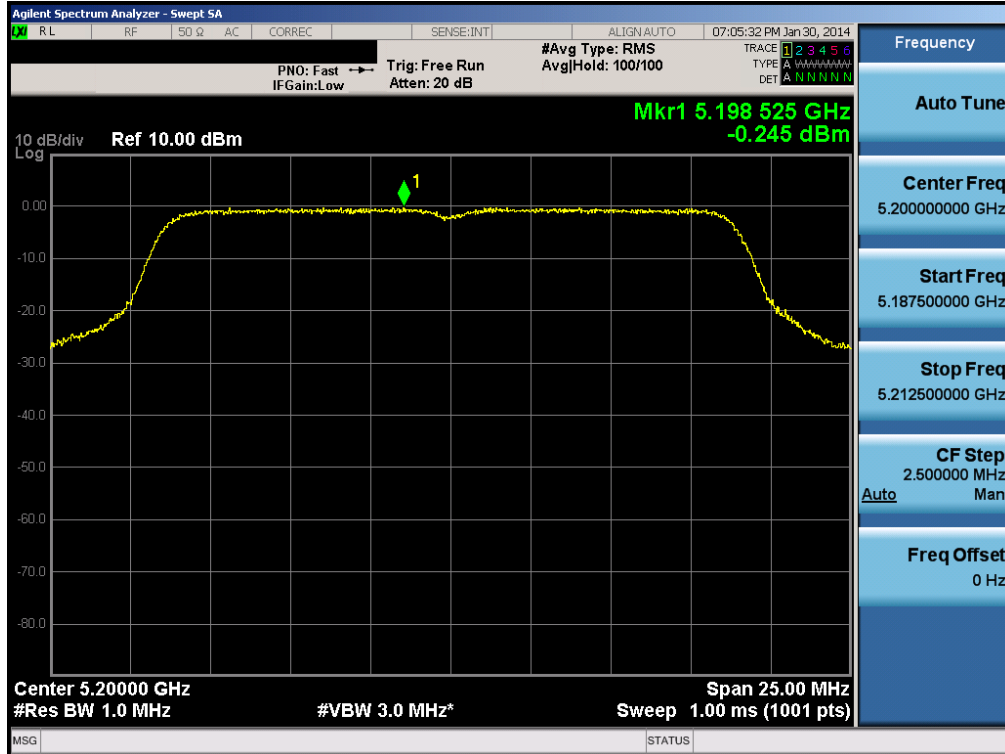 Agilent Spectrum Analyzer - Swept SA
LXI RL RF 50 Ω AC CORREC SENSE:INT ALIGN AUTO 07:05:32 PM Jan 30, 2014
PNO: Fast
IFGain:Low
Trig: Free Run
Atten: 20 dB
#Avg Type: RMS
Avg|Hold: 100/100
TRACE 1 2 3 4 5 6
TYPE A WWWWW
DET A N N N N N
Mkr1 5.198 525 GHz
-0.245 dBm
10 dB/div Ref 10.00 dBm
Log
1
0.00
-10.0
-20.0
-30.0
-40.0
-50.0
-60.0
-70.0
-80.0
Center 5.20000 GHz Span 25.00 MHz
#Res BW 1.0 MHz #VBW 3.0 MHz* Sweep 1.00 ms (1001 pts)
MSG STATUS
Frequency
Auto Tune
Center Freq
5.200000000 GHz
Start Freq
5.187500000 GHz
Stop Freq
5.212500000 GHz
CF Step
2.500000 MHz
Auto Man
Freq Offset
0 Hz